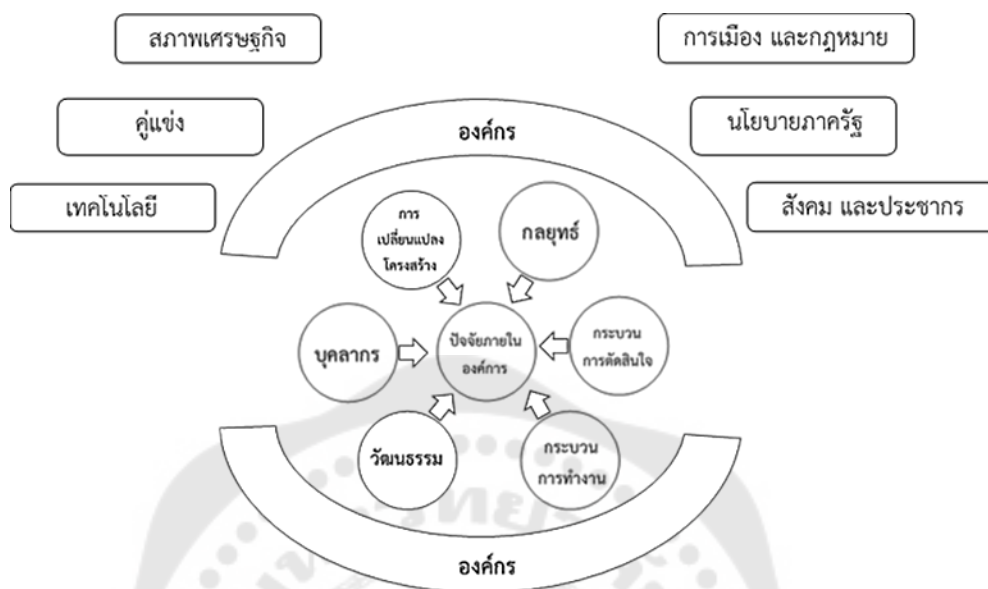 สภาพเศรษฐกิจ
การเมือง และกฎหมาย
คู่แข่ง
องค์กร
นโยบายภาครัฐ
เทคโนโลยี
สังคม และประชากร
การ
เปลี่ยนแปลง
โครงสร้าง
กลยุทธ์
บุคลากร
ปัจจัยภายใน
องค์การ
กระบวน
การตัดสินใจ
วัฒนธรรม
กระบวน
การทำงาน
องค์กร